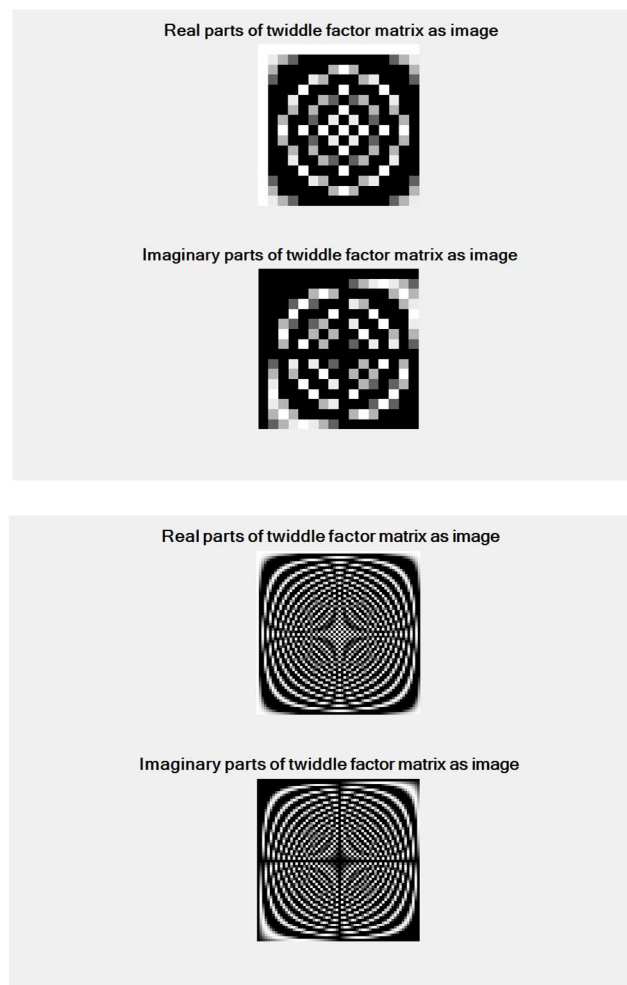 Real parts of twiddle factor matrix as image
Imaginary parts of twiddle factor matrix as image
Real parts of twiddle factor matrix as image
Imaginary parts of twiddle factor matrix as image